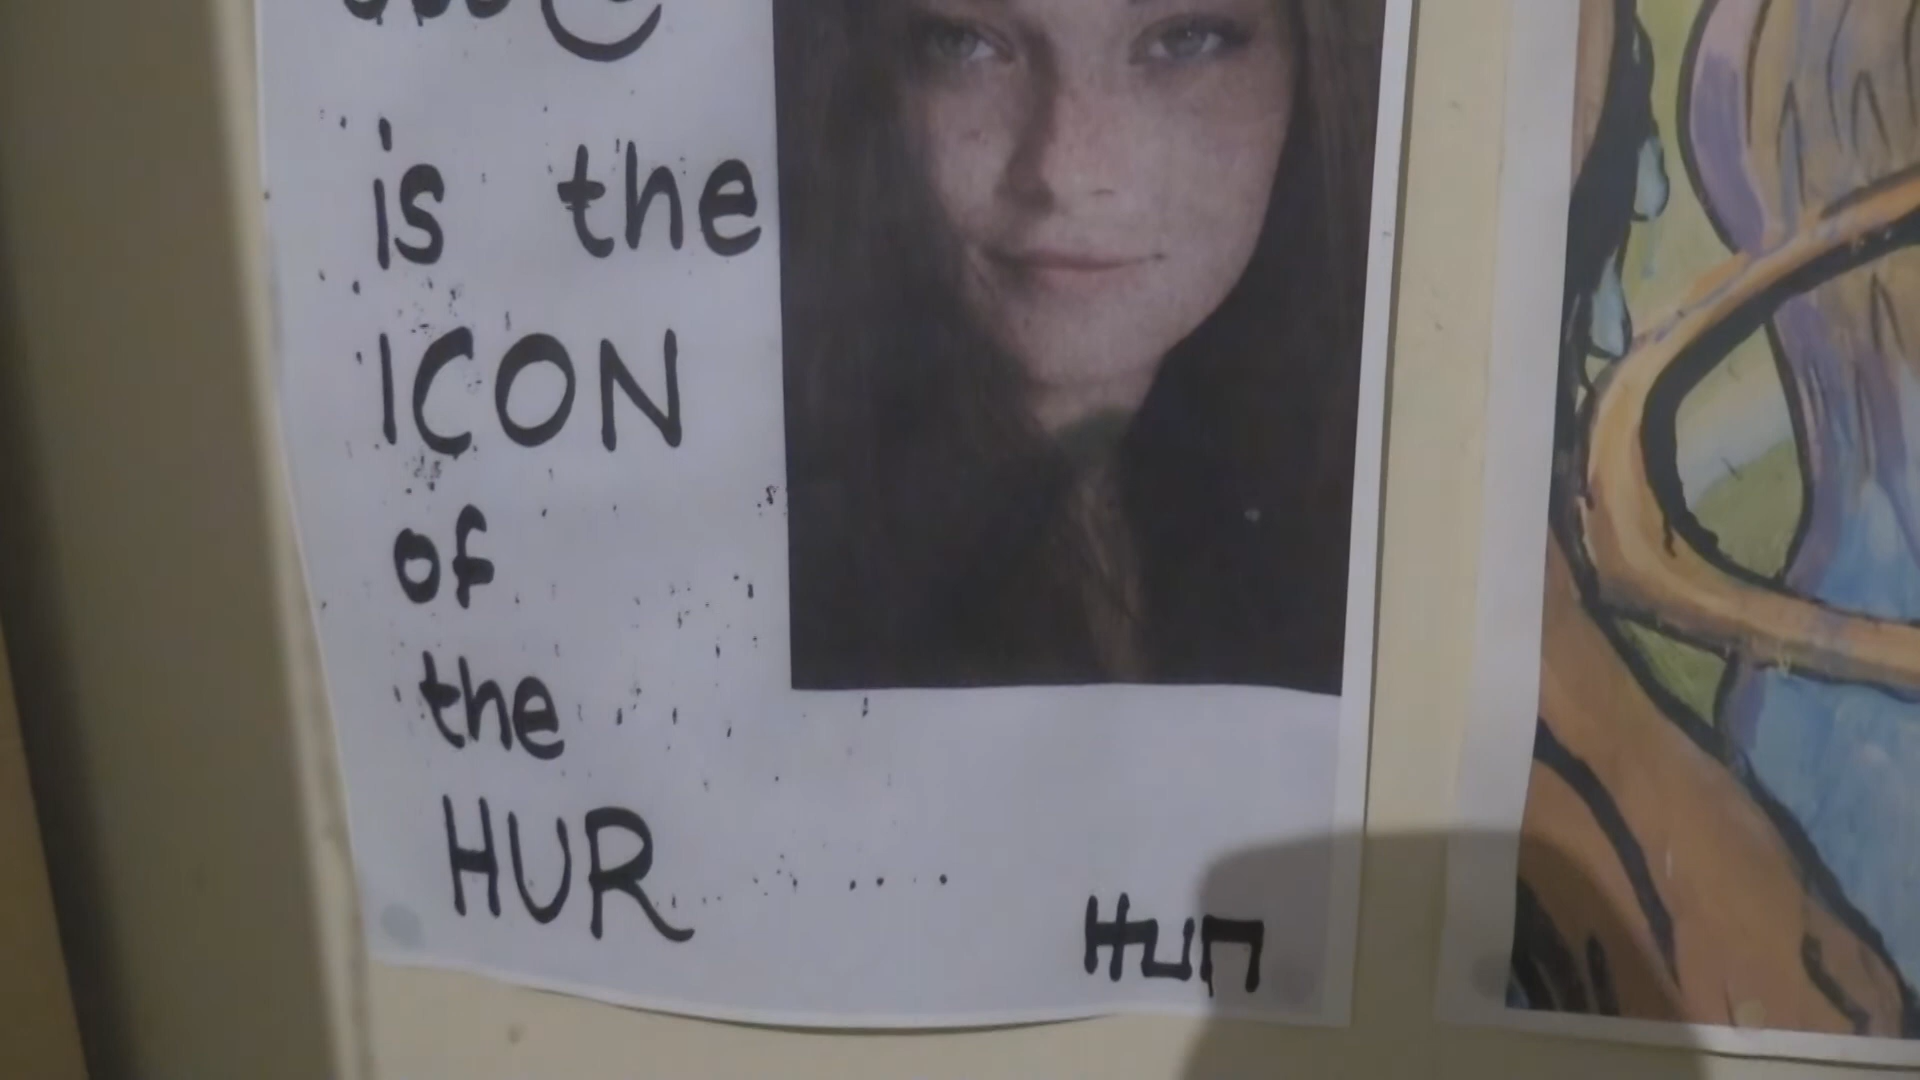 is the
ICON
of
the
HUR
Hun